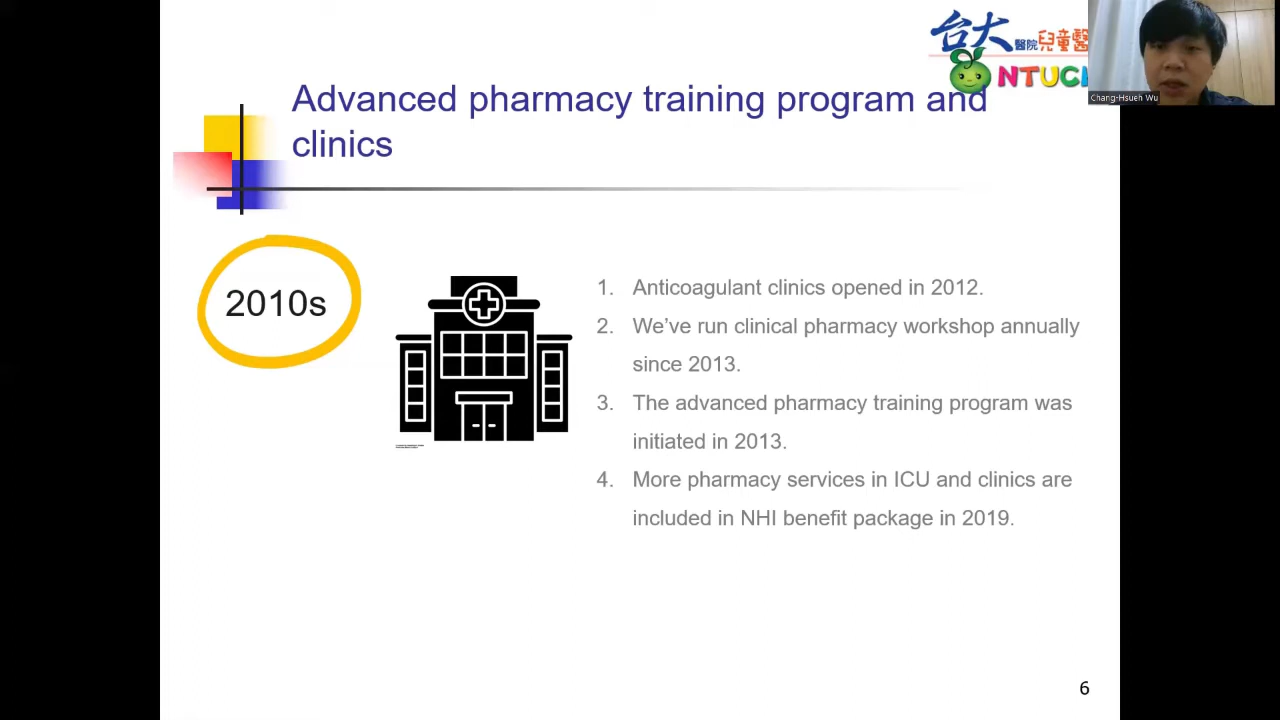 台大醫院兒童醫
NTUCH
Chang-Hsueh Wu
Advanced pharmacy training program and
clinics
2010s
1. Anticoagulant clinics opened in 2012.
2. We’ve run clinical pharmacy workshop annually
since 2013.
3. The advanced pharmacy training program was
initiated in 2013.
4. More pharmacy services in ICU and clinics are
included in NHI benefit package in 2019.
6